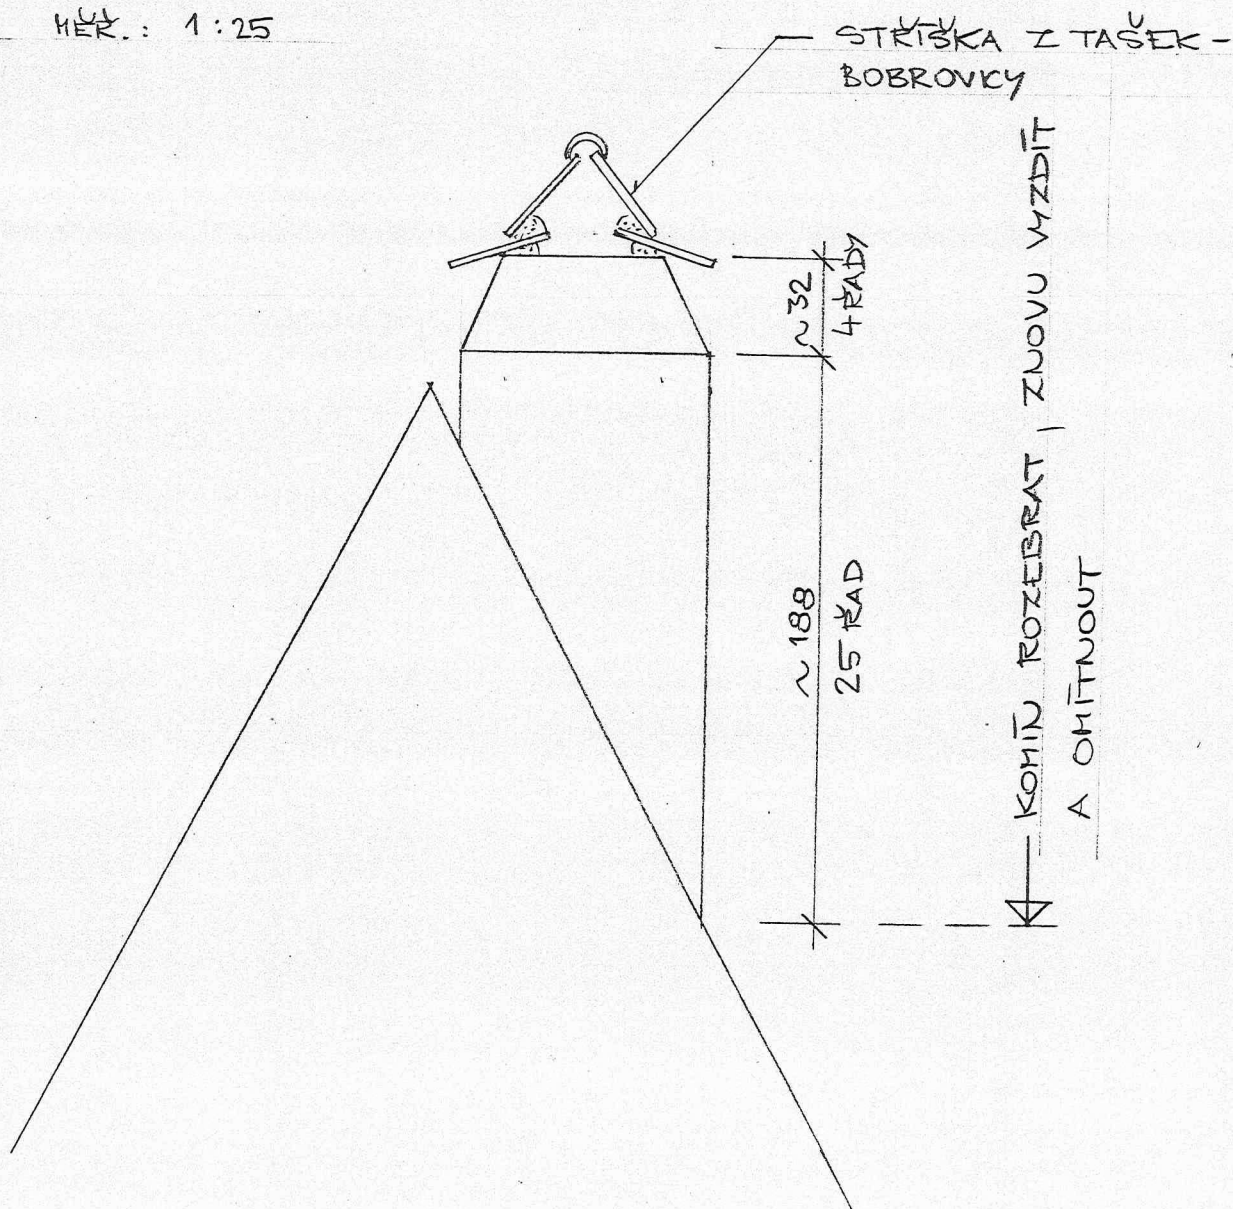 MĚŘ.: 1:25
STŘÍŠKA Z TAŠEK -
BOBROVKY
~32
4 ŘADY
~188
25 ŘAD
KOMÍN ROZEBRAT, ZNOVU VYZDÍT
A OMÍTNOUT